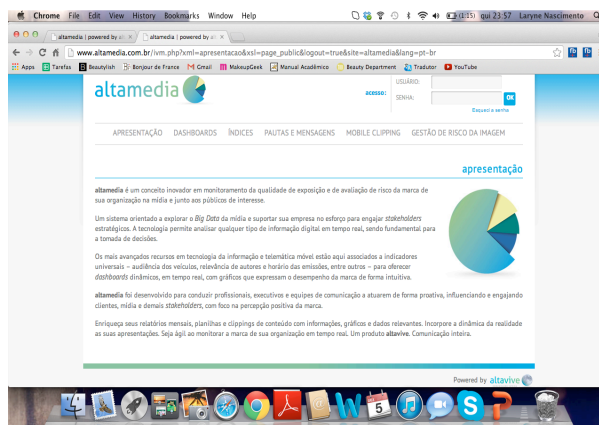 Chrome File Edit View History Bookmarks Window Help (1:15) qui 23:57 Laryne Nascimento
altamedia | powered by al altamedia | powered by alt
www.altamedia.com.br/ivm.php?xml=apresentacao&xsl=page_public&logout=true&site=altamedia&lang=pt-br
Apps Tarefas Beautylish Bonjour de France Gmail MakeupGeek Manual Acadêmico Beauty Department Tradutor YouTube
altamedia
acesso:
USUÁRIO:
SENHA:
OK
Esqueci a senha
APRESENTAÇÃO DASHBOARDS ÍNDICES PAUTAS E MENSAGENS MOBILE CLIPPING GESTÃO DE RISCO DA IMAGEM
apresentação
altamedia é um conceito inovador em monitoramento da qualidade de exposição e de avaliação de risco da marca de
sua organização na mídia e junto aos públicos de interesse.
Um sistema orientado a explorar o Big Data da mídia e suportar sua empresa no esforço para engajar stakeholders
estratégicos. A tecnologia permite analisar qualquer tipo de informação digital em tempo real, sendo fundamental para
a tomada de decisões.
Os mais avançados recursos em tecnologia da informação e telemática móvel estão aqui associados a indicadores
universais – audiência dos veículos, relevância de autores e horário das emissões, entre outros – para oferecer
dashboards dinâmicos, em tempo real, com gráficos que expressem o desempenho da marca de forma intuitiva.
altamedia foi desenvolvido para conduzir profissionais, executivos e equipes de comunicação a atuarem de forma proativa, influenciando e engajando
clientes, mídia e demais stakeholders, com foco na percepção positiva da marca.
Enriqueça seus relatórios mensais, planilhas e clippings de conteúdo com informações, gráficos e dados relevantes. Incorpore a dinâmica da realidade
as suas apresentações. Seja ágil ao monitorar a marca de sua organização em tempo real. Um produto altavive. Comunicação inteira.
Powered by altavive
5